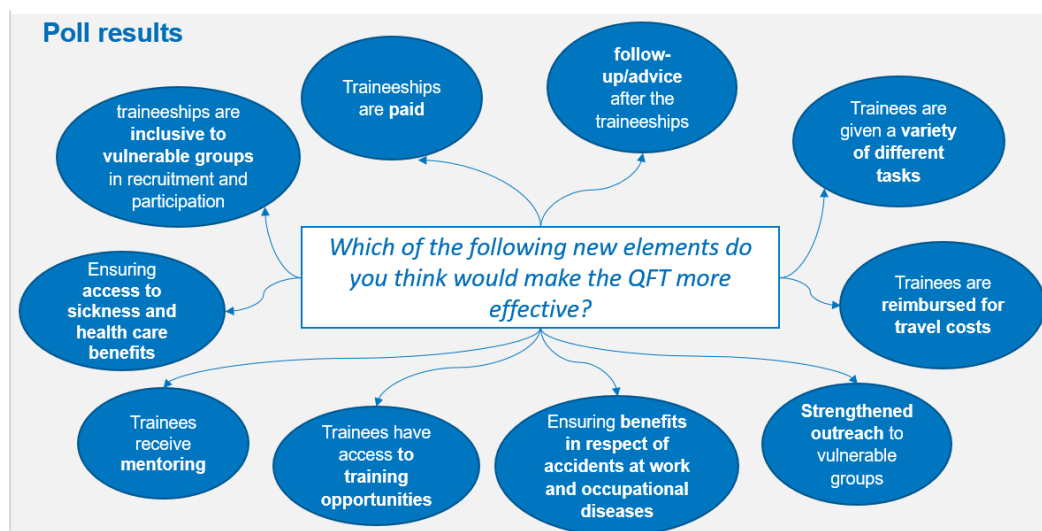 Poll results
Traineeships
are paid
follow-
up/advice
after the
traineeships
traineeships are
inclusive to
vulnerable groups
in recruitment and
participation
Trainees are
given a variety
of different
tasks
Which of the following new elements do
you think would make the QFT more
effective?
Ensuring
access to
sickness and
health care
benefits
Trainees are
reimbursed for
travel costs
Trainees
receive
mentoring
Trainees have
access to
training
opportunities
Ensuring benefits
in respect of
accidents at work
and occupational
diseases
Strengthened
outreach to
vulnerable
groups